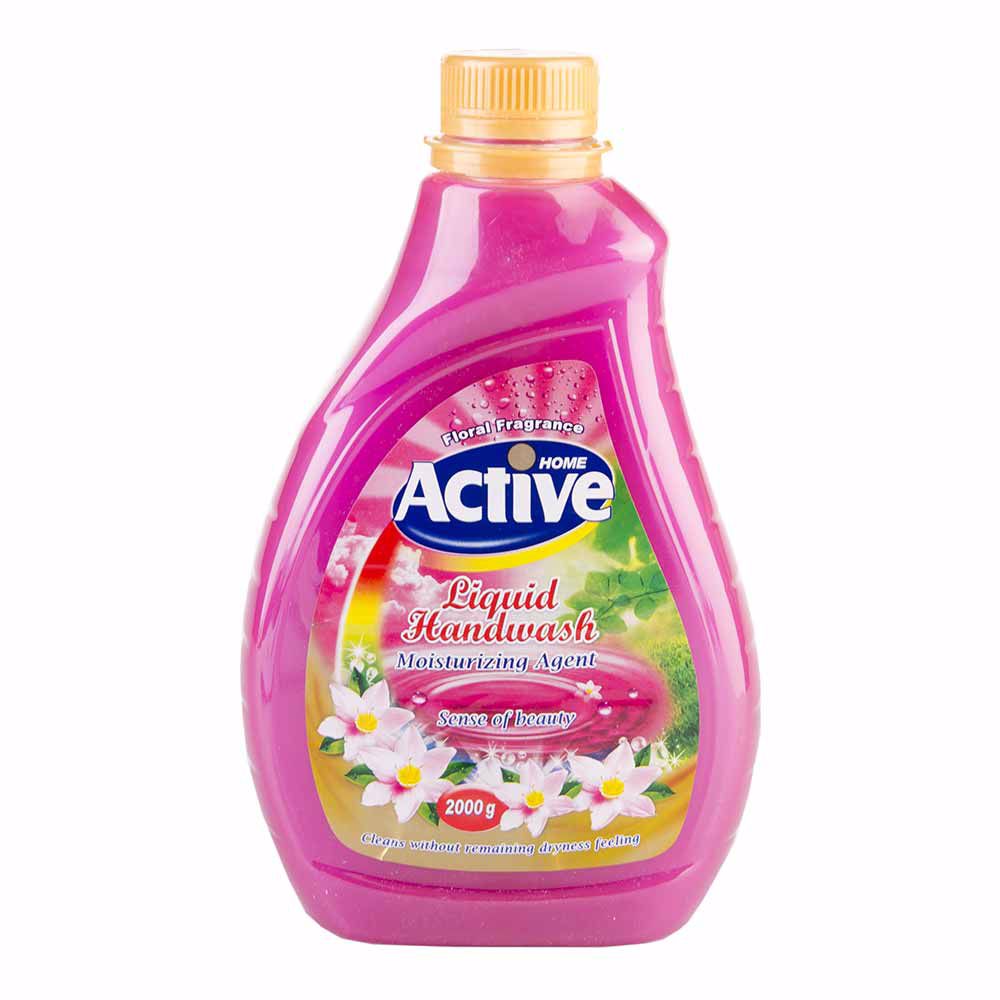 Floral Fragrance
HOME
Active
Liquid
Handwash
Moisturizing Agent
Sense of beauty
2000 g
Cleans without remaining dryness feeling